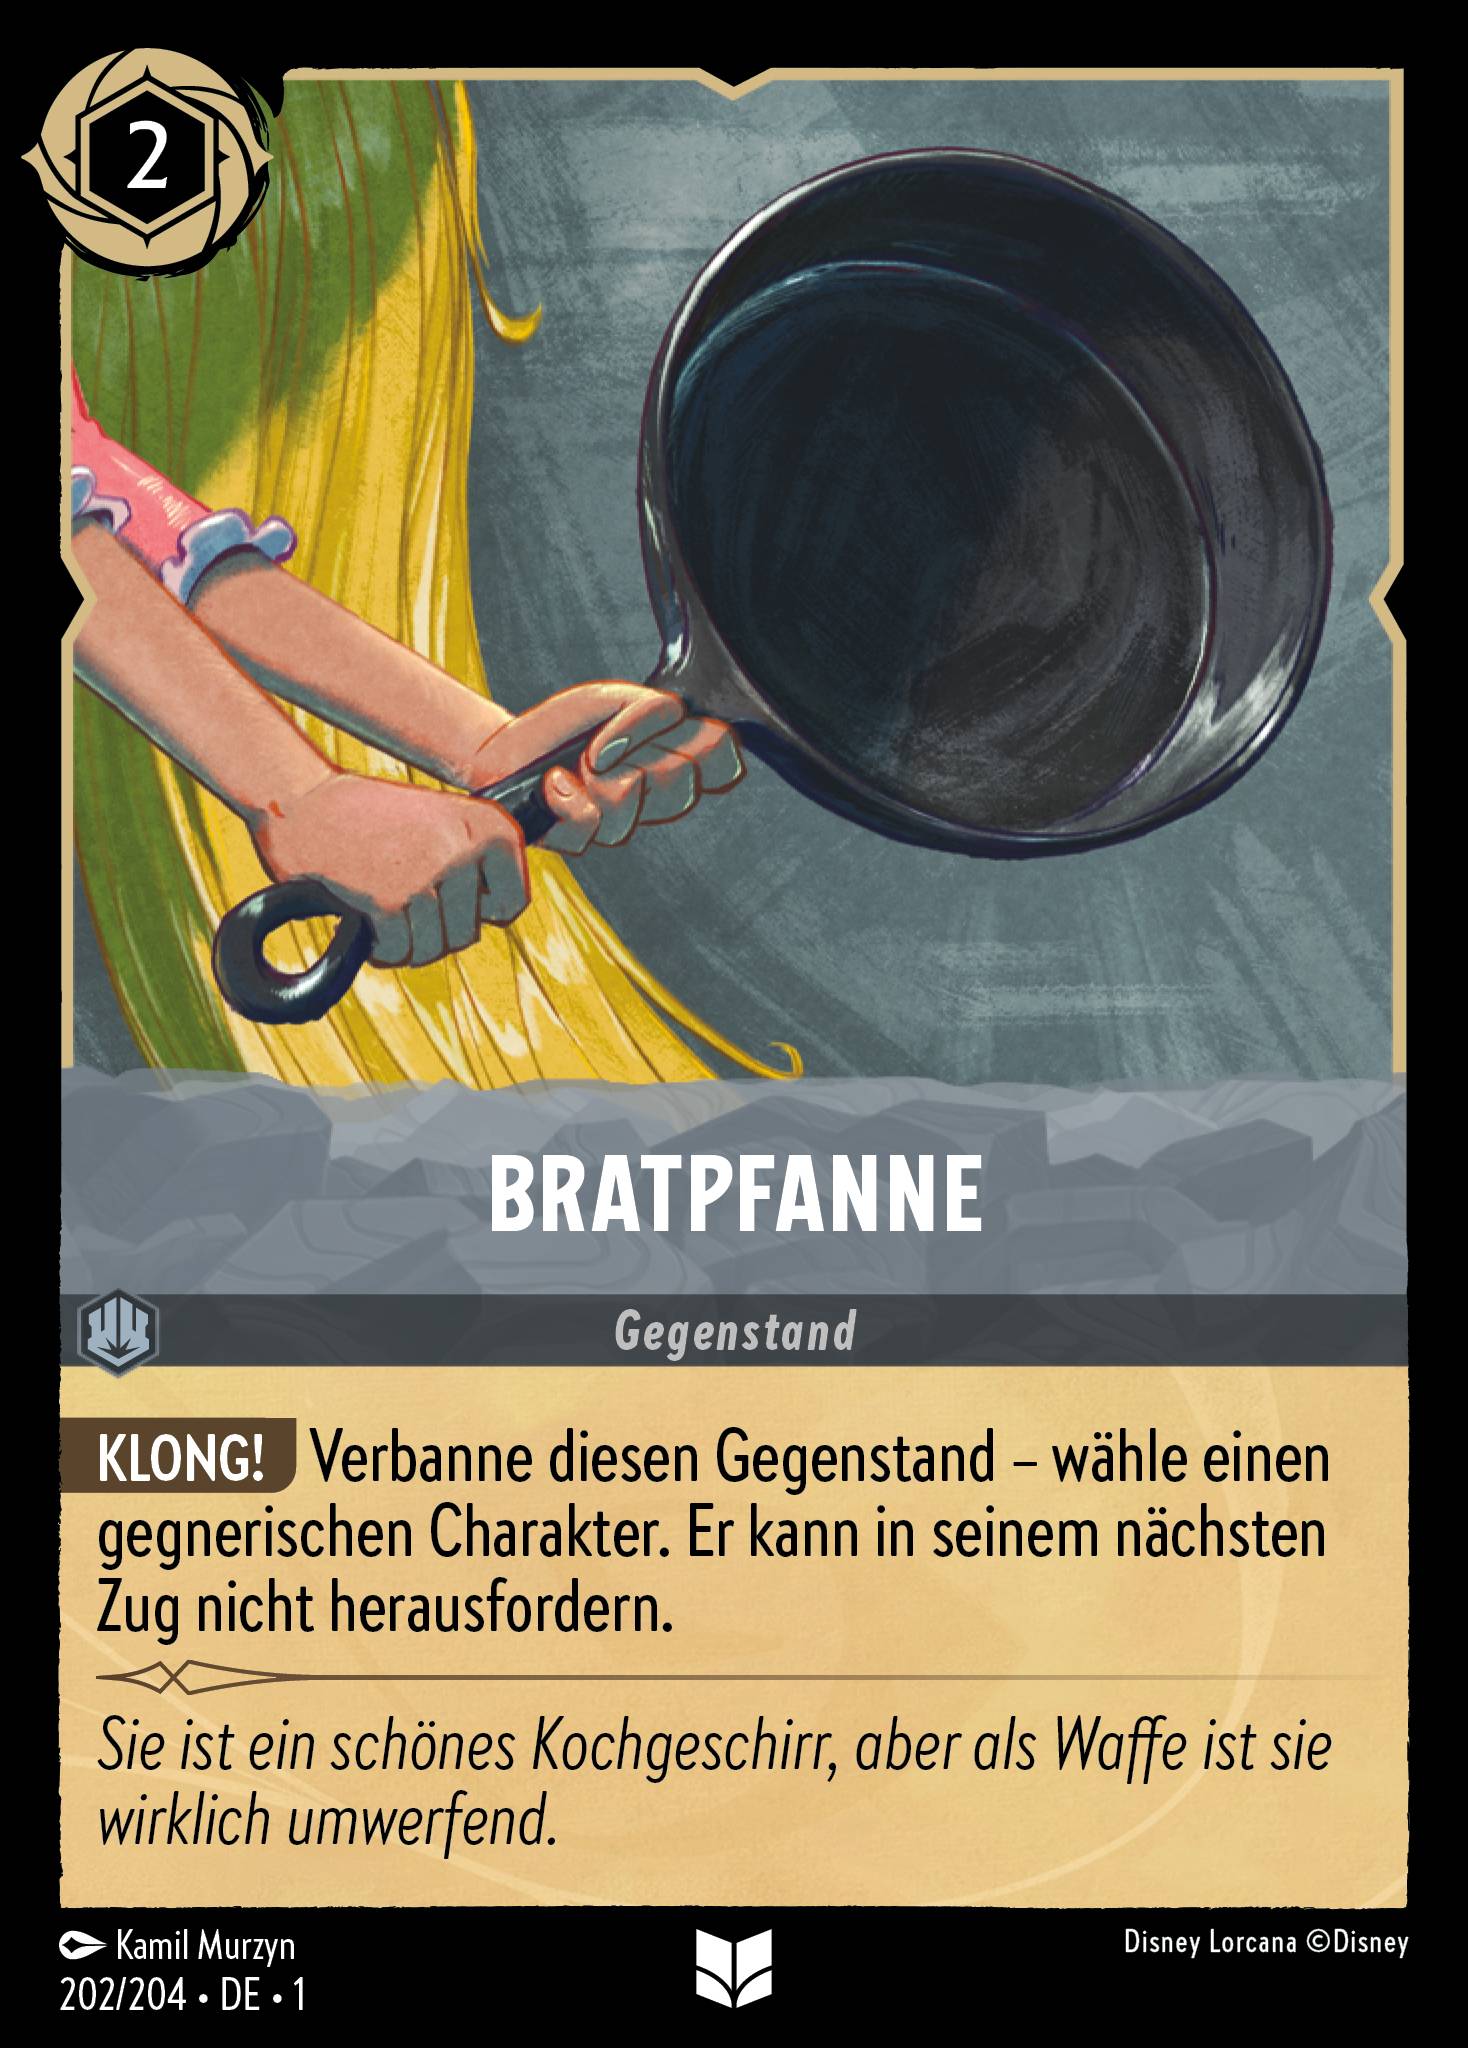 2
BRATPFANNE
Gegenstand
KLONG! Verbanne diesen Gegenstand – wähle einen
gegnerischen Charakter. Er kann in seinem nächsten
Zug nicht herausfordern.
Sie ist ein schönes Kochgeschirr, aber als Waffe ist sie
wirklich umwerfend.
Kamil Murzyn
Disney Lorcana ©Disney
202/204 • DE • 1